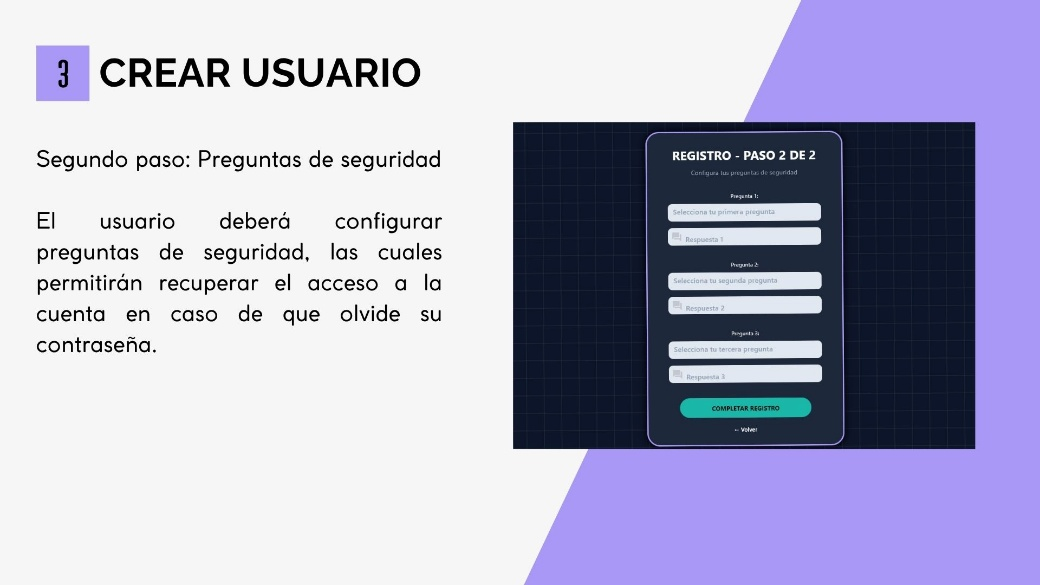 3 CREAR USUARIO
Segundo paso: Preguntas de seguridad
El usuario deberá configurar
preguntas de seguridad, las cuales
permitirán recuperar el acceso a la
cuenta en caso de que olvide su
contraseña.
REGISTRO - PASO 2 DE 2
Configura tus preguntas de seguridad
Pregunta 1:
Selecciona tu primera pregunta
Respuesta 1
Pregunta 2:
Selecciona tu segunda pregunta
Respuesta 2
Pregunta 3:
Selecciona tu tercera pregunta
Respuesta 3
COMPLETAR REGISTRO
← Volver